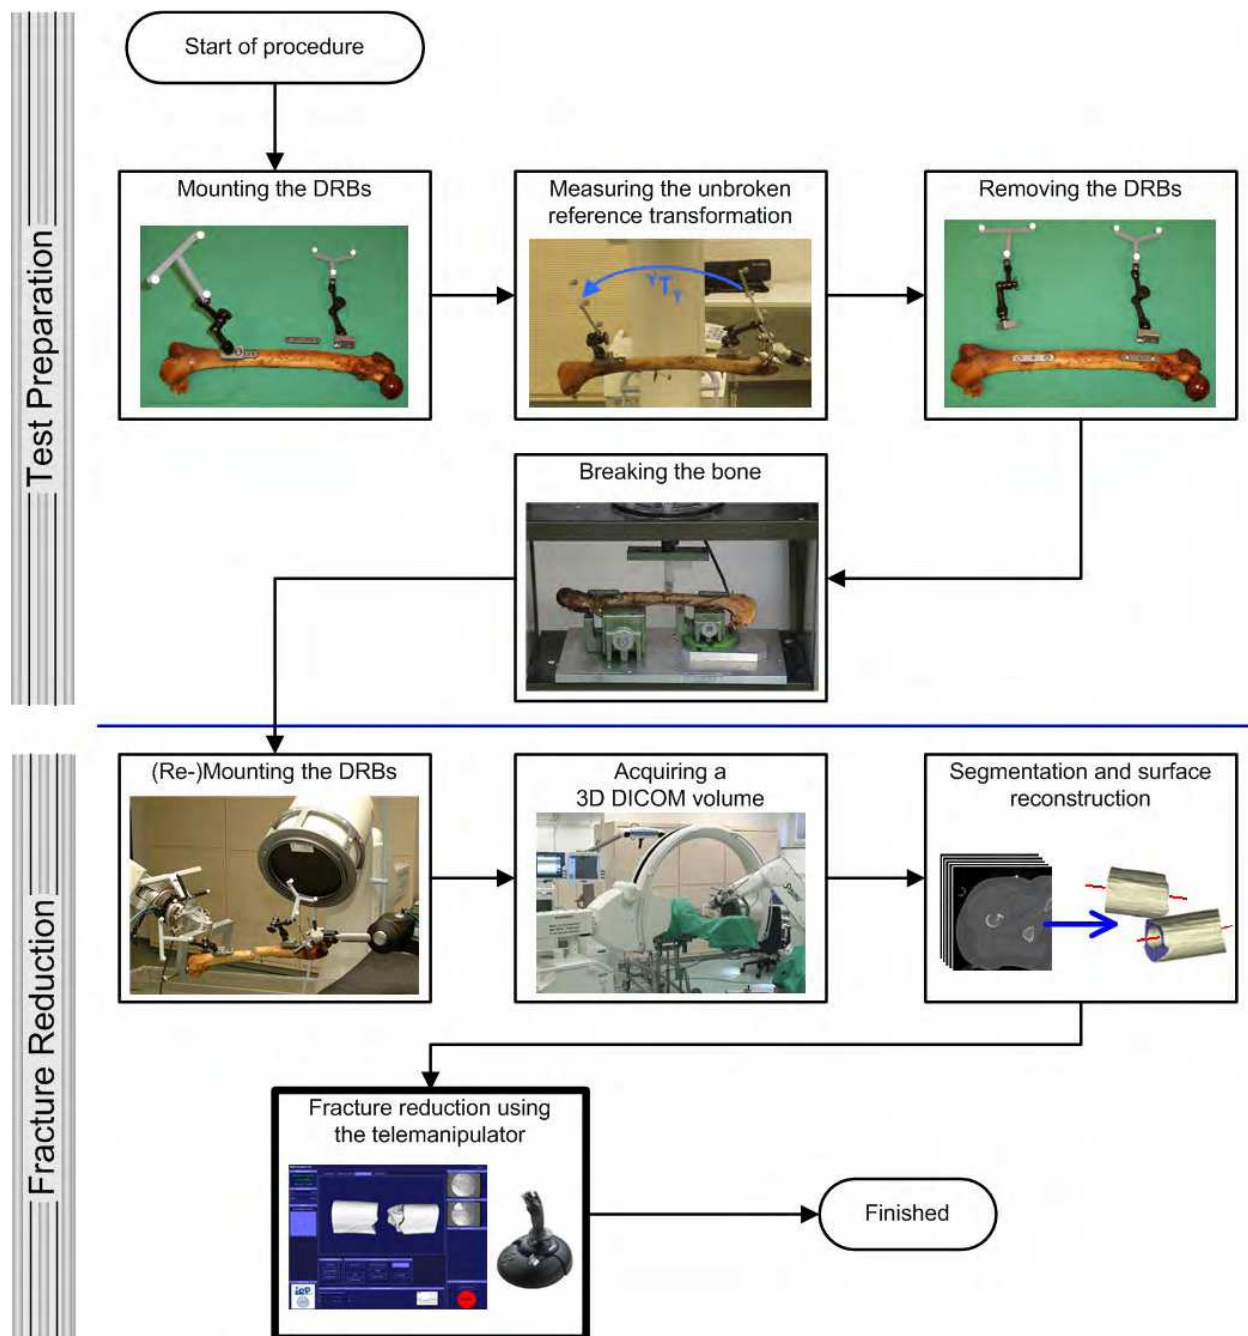 Start of procedure
Test Preparation
Mounting the DRBs
Measuring the unbroken
reference transformation
Removing the DRBs
Breaking the bone
Fracture Reduction
(Re-)Mounting the DRBs
Acquiring a
3D DICOM volume
Segmentation and surface
reconstruction
Fracture reduction using
the telemanipulator
Finished